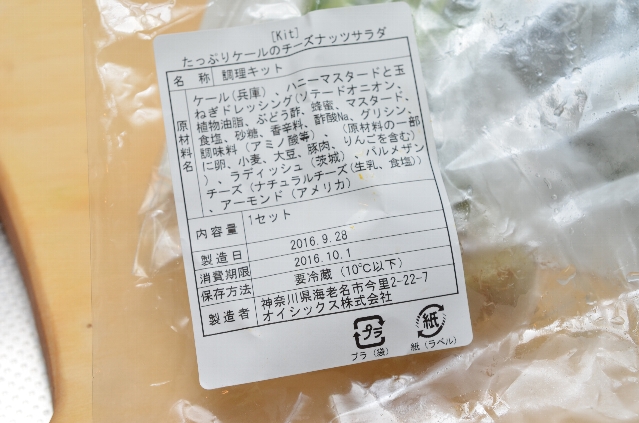 [Kit]
たっぷりケールのチーズナッツサラダ
名 称 調理キット
原材料名
ケール(兵庫)、ハニーマスタードと玉
ねぎドレッシング(ソテードオニオン、
植物油脂、ぶどう酢、蜂蜜、マスタード、
食塩、砂糖、香辛料、酢酸Na、グリシン、
調味料(アミノ酸等)、(原材料の一部
に卵、小麦、大豆、豚肉、りんごを含む)
)、ラディッシュ(茨城)、パルメザン
チーズ(ナチュラルチーズ(生乳、食塩))
、アーモンド(アメリカ)
内容量 1セット
製造日 2016.9.28
消費期限 2016.10.1
保存方法 要冷蔵(10℃以下)
製造者 神奈川県海老名市今里2-22-7
オイシックス株式会社
プラ
プラ(袋)
紙
紙(ラベル)